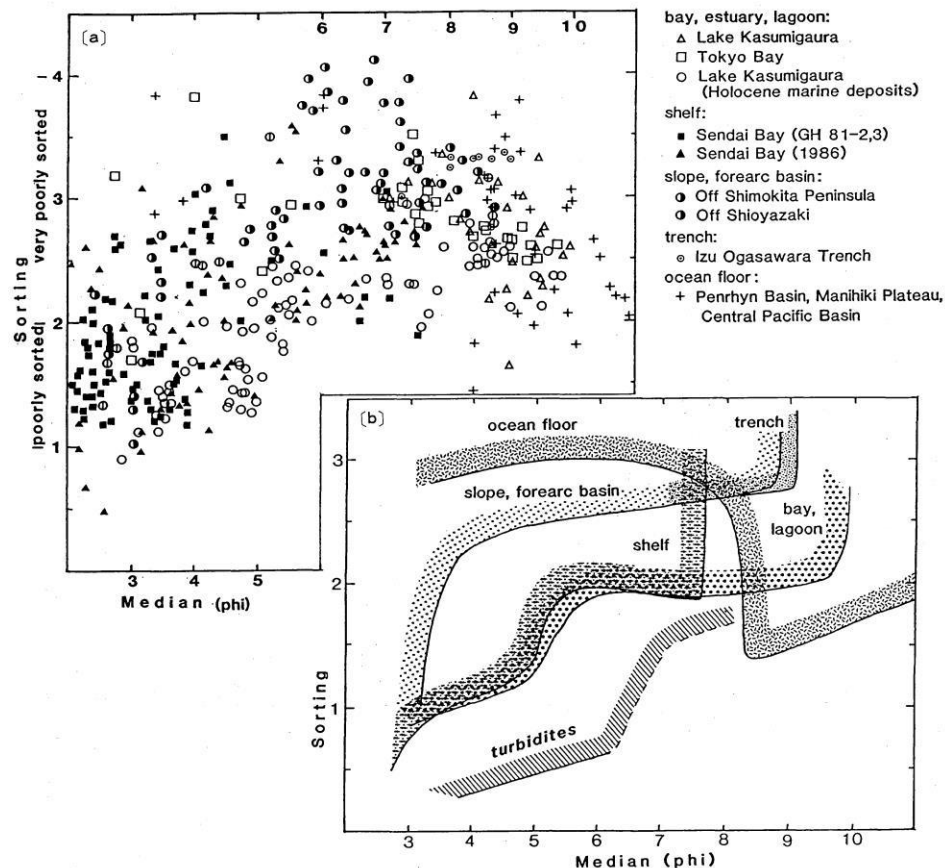 (a)
3 4 5 6 7 8 9 10
4
3
2
1
Sorting
poorly sorted very poorly sorted
3 4 5
Median (phi)
bay, estuary, lagoon:
Lake Kasumigaura
Tokyo Bay
Lake Kasumigaura
(Holocene marine deposits)
shelf:
Sendai Bay (GH 81-2,3)
Sendai Bay (1986)
slope, forearc basin:
Off Shimokita Peninsula
Off Shioyazaki
trench:
Izu Ogasawara Trench
ocean floor:
Penrhyn Basin, Manihiki Plateau,
Central Pacific Basin
(b)
ocean floor
trench
slope, forearc basin
bay,
lagoon
shelf
turbidites
3
2
1
Sorting
3 4 5 6 7 8 9 10
Median (phi)